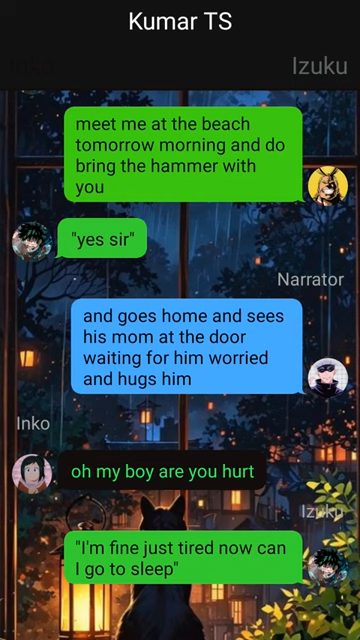 Kumar TS
Inko
Izuku
meet me at the beach
tomorrow morning and do
bring the hammer with
you
"yes sir"
Narrator
and goes home and sees
his mom at the door
waiting for him worried
and hugs him
Inko
oh my boy are you hurt
Izuku
"I'm fine just tired now can
I go to sleep"